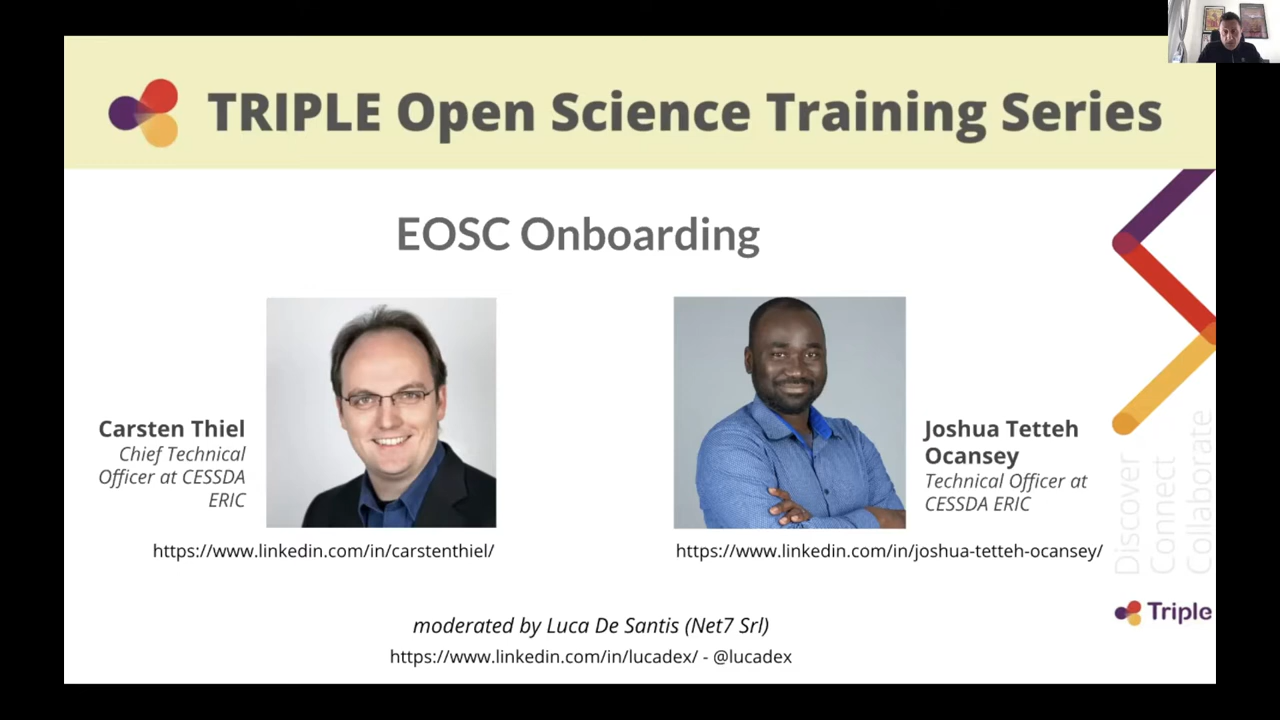 TRIPLE Open Science Training Series
EOSC Onboarding
Carsten Thiel
Chief Technical
Officer at CESSDA
ERIC
https://www.linkedin.com/in/carstenthiel/
Joshua Tetteh
Ocansey
Technical Officer at
CESSDA ERIC
https://www.linkedin.com/in/joshua-tetteh-ocansey/
moderated by Luca De Santis (Net7 Srl)
https://www.linkedin.com/in/lucadex/ - @lucadex
Discover
Connect
Collaborate
Triple